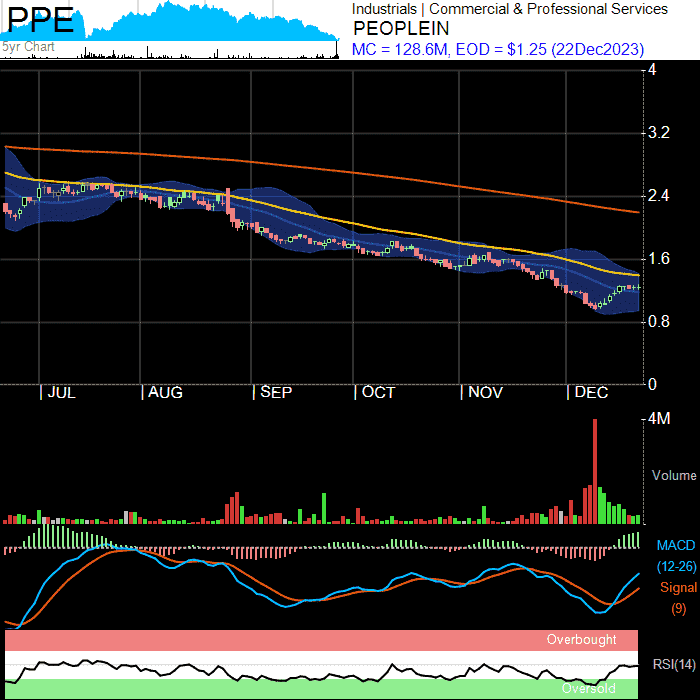 PPE
5yr Chart
Industrials | Commercial & Professional Services
PEOPLEIN
MC = 128.6M, EOD = $1.25 (22Dec2023)
4
3.2
2.4
1.6
0.8
0
JUL
AUG
SEP
OCT
NOV
DEC
4M
Volume
MACD
(12-26)
Signal
(9)
Overbought
RSI(14)
Oversold